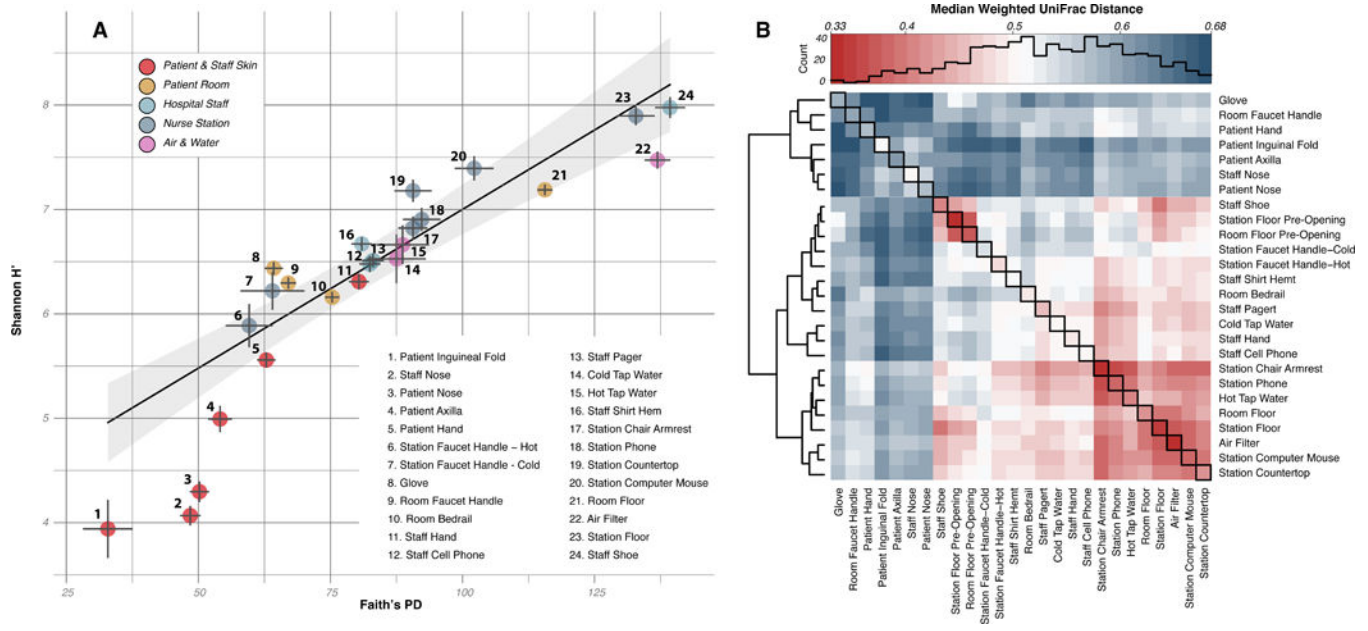 A
Patient & Staff Skin
Patient Room
Hospital Staff
Nurse Station
Air & Water
8
7
6
5
4
Shannon H'
25
50
75
100
125
Faith's PD
1
2
3
4
5
6
7
8
9
10
11
12
13
14
15
16
17
18
19
20
21
22
23
24
1. Patient Inguineal Fold
2. Staff Nose
3. Patient Nose
4. Patient Axilla
5. Patient Hand
6. Station Faucet Handle – Hot
7. Station Faucet Handle - Cold
8. Glove
9. Room Faucet Handle
10. Room Bedrail
11. Staff Hand
12. Staff Cell Phone
13. Staff Pager
14. Cold Tap Water
15. Hot Tap Water
16. Staff Shirt Hem
17. Station Chair Armrest
18. Station Phone
19. Station Countertop
20. Station Computer Mouse
21. Room Floor
22. Air Filter
23. Station Floor
24. Staff Shoe
B
Median Weighted UniFrac Distance
0.33
0.4
0.5
0.6
0.68
Count
40
20
0
Glove
Room Faucet Handle
Patient Hand
Patient Inguinal Fold
Patient Axilla
Staff Nose
Patient Nose
Staff Shoe
Station Floor Pre-Opening
Room Floor Pre-Opening
Station Faucet Handle-Cold
Station Faucet Handle-Hot
Staff Shirt Hemt
Room Bedrail
Staff Pagert
Cold Tap Water
Staff Hand
Staff Cell Phone
Station Chair Armrest
Station Phone
Hot Tap Water
Room Floor
Station Floor
Air Filter
Station Computer Mouse
Station Countertop
Glove
Room Faucet Handle
Patient Hand
Patient Inguinal Fold
Patient Axilla
Staff Nose
Patient Nose
Staff Shoe
Station Floor Pre-Opening
Room Floor Pre-Opening
Station Faucet Handle-Cold
Station Faucet Handle-Hot
Staff Shirt Hemt
Room Bedrail
Staff Pagert
Cold Tap Water
Staff Hand
Staff Cell Phone
Station Chair Armrest
Station Phone
Hot Tap Water
Room Floor
Station Floor
Air Filter
Station Computer Mouse
Station Countertop